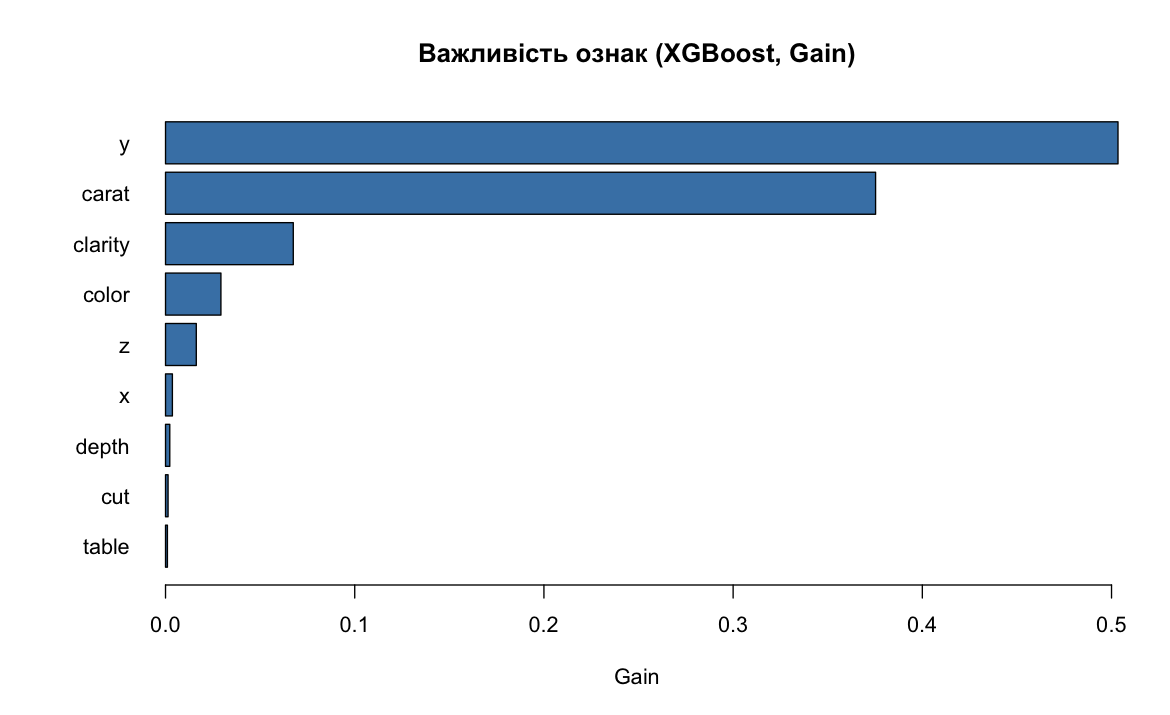 Важливість ознак (XGBoost, Gain)
y
carat
clarity
color
z
x
depth
cut
table
0.0 0.1 0.2 0.3 0.4 0.5
Gain